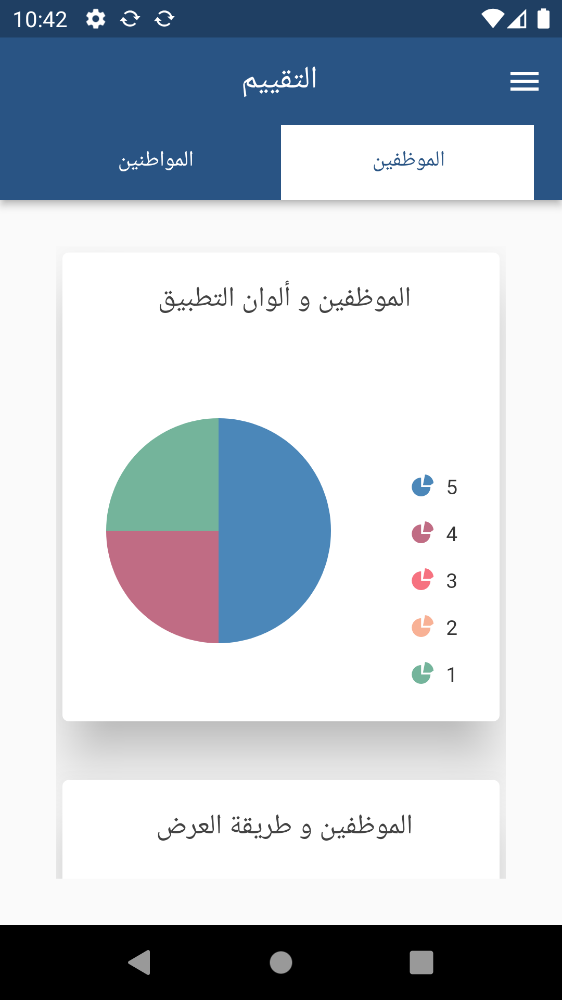 10:42
التقييم
الموظفين
المواطنين
الموظفين و ألوان التطبيق
5
4
3
2
1
الموظفين و طريقة العرض